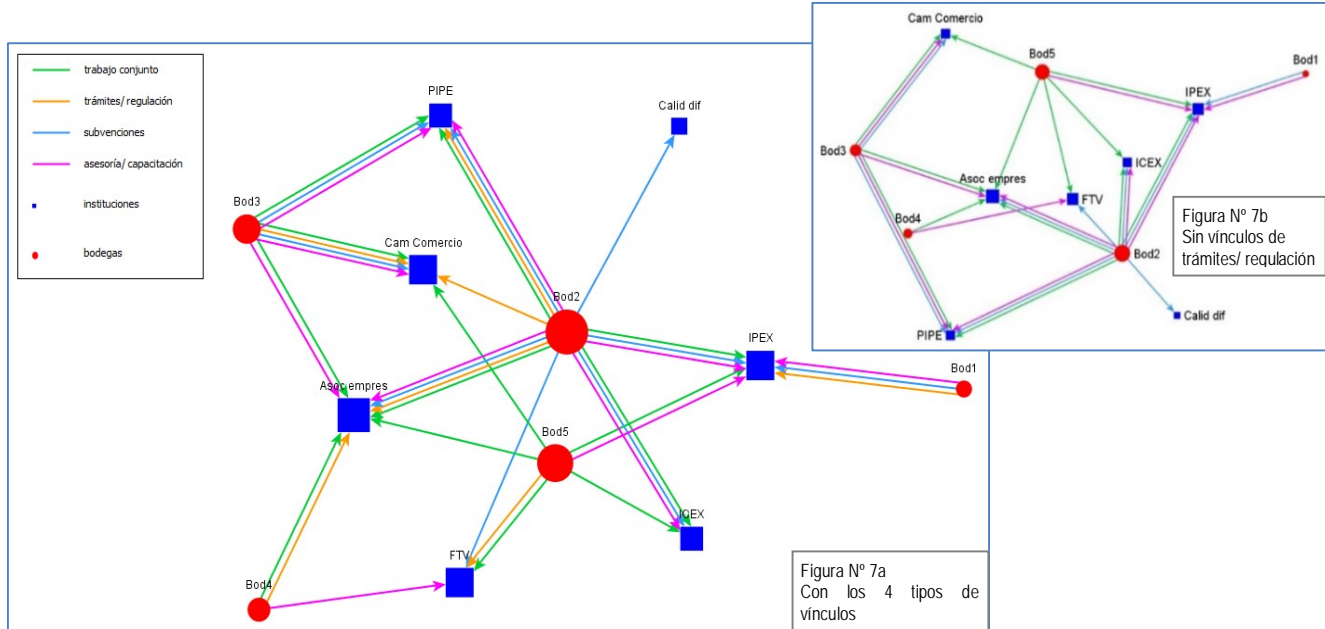 trabajo conjunto
trámites/ regulación
subvenciones
asesoría/ capacitación
instituciones
bodegas
PIPE
Calid dif
Bod3
Cam Comercio
Bod2
IPEX
Bod1
Asoc empres
Bod5
ICEX
FTV
Bod4
Figura Nº 7a
Con los 4 tipos de
vínculos
Cam Comercio
Bod5
Bod1
IPEX
Bod3
ICEX
Asoc empres
FTV
Bod4
Bod2
Calid dif
PIPE
Figura Nº 7b
Sin vínculos de
trámites/ regulación